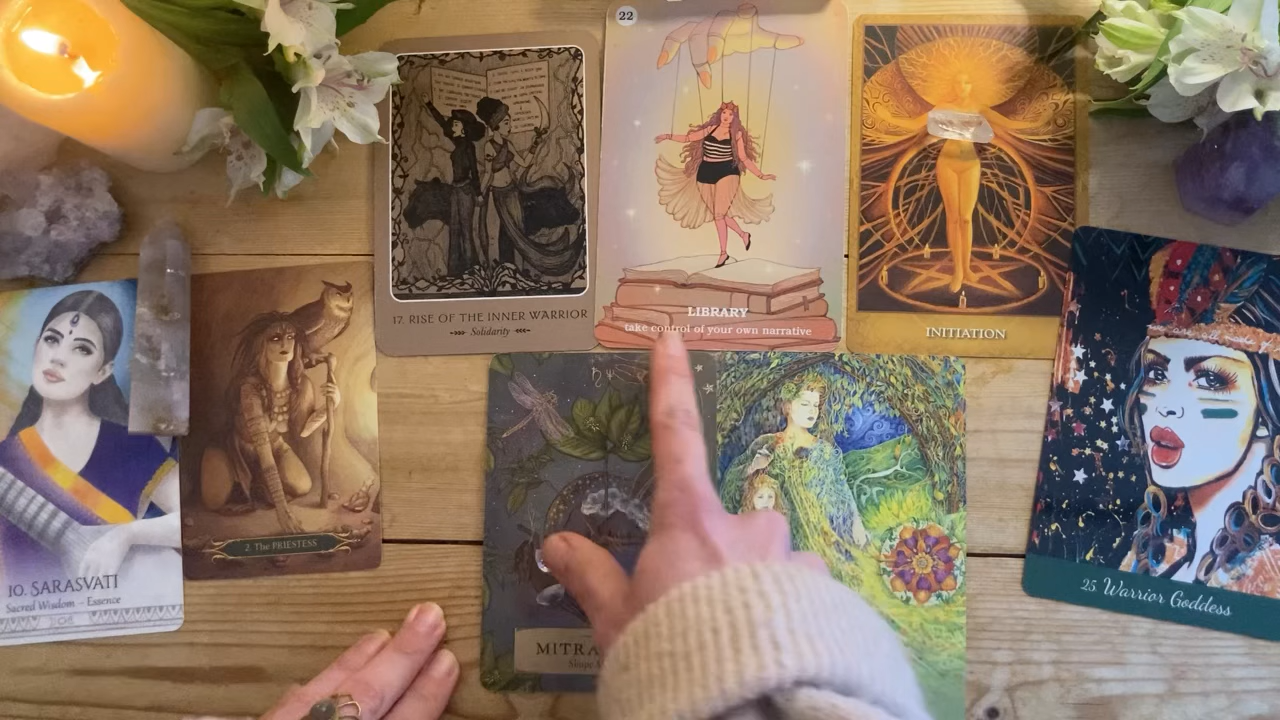 22
17. RISE OF THE INNER WARRIOR
Solidarity
LIBRARY
take control of your own narrative
INITIATION
10. SARASVATI
Sacred Wisdom - Essence
2. The PRIESTESS
MITRA
25. Warrior Goddess